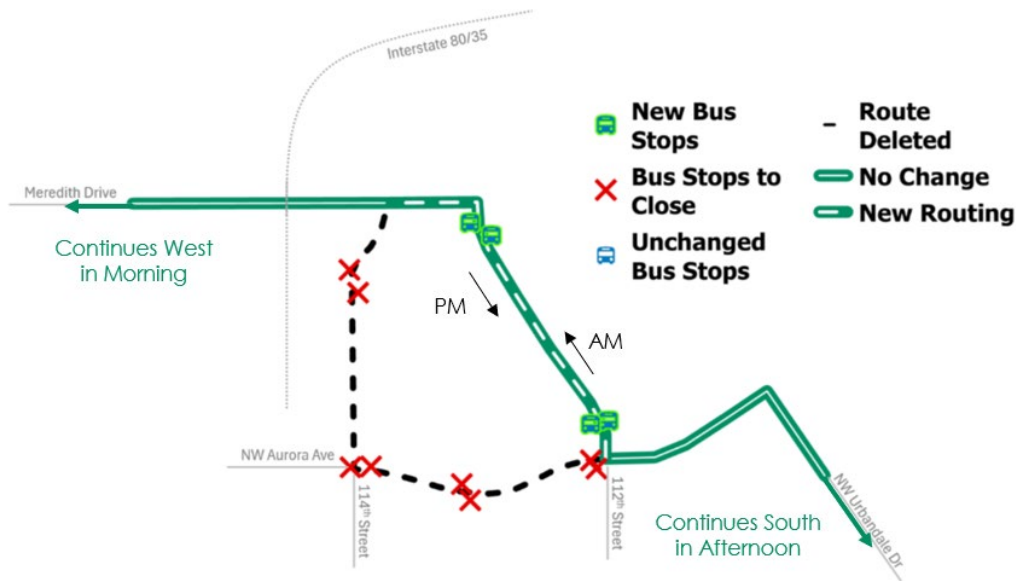 Interstate 80/35
New Bus
Stops
Route
Deleted
Bus Stops to
Close
No Change
New Routing
Unchanged
Bus Stops
Meredith Drive
Continues West
in Morning
PM
AM
NW Aurora Ave
114th Street
112th Street
Continues South
in Afternoon
NW Urbandale Dr